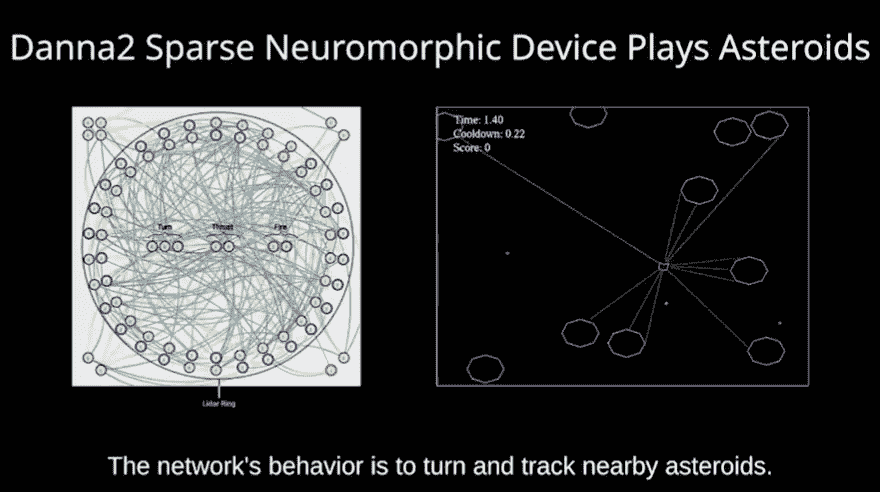 Danna2 Sparse Neuromorphic Device Plays Asteroids
Time: 1.40
Cooldown: 0.22
Score: 0
Turn
Thrust
Fire
Lidar Ring
The network's behavior is to turn and track nearby asteroids.